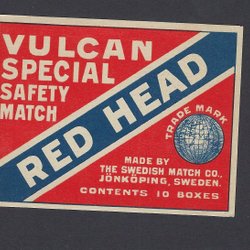 VULCAN
SPECIAL
SAFETY
MATCH
RED HEAD
TRADE MARK
MADE BY
THE SWEDISH MATCH CO.,
JÖNKÖPING, SWEDEN.
CONTENTS 10 BOXES